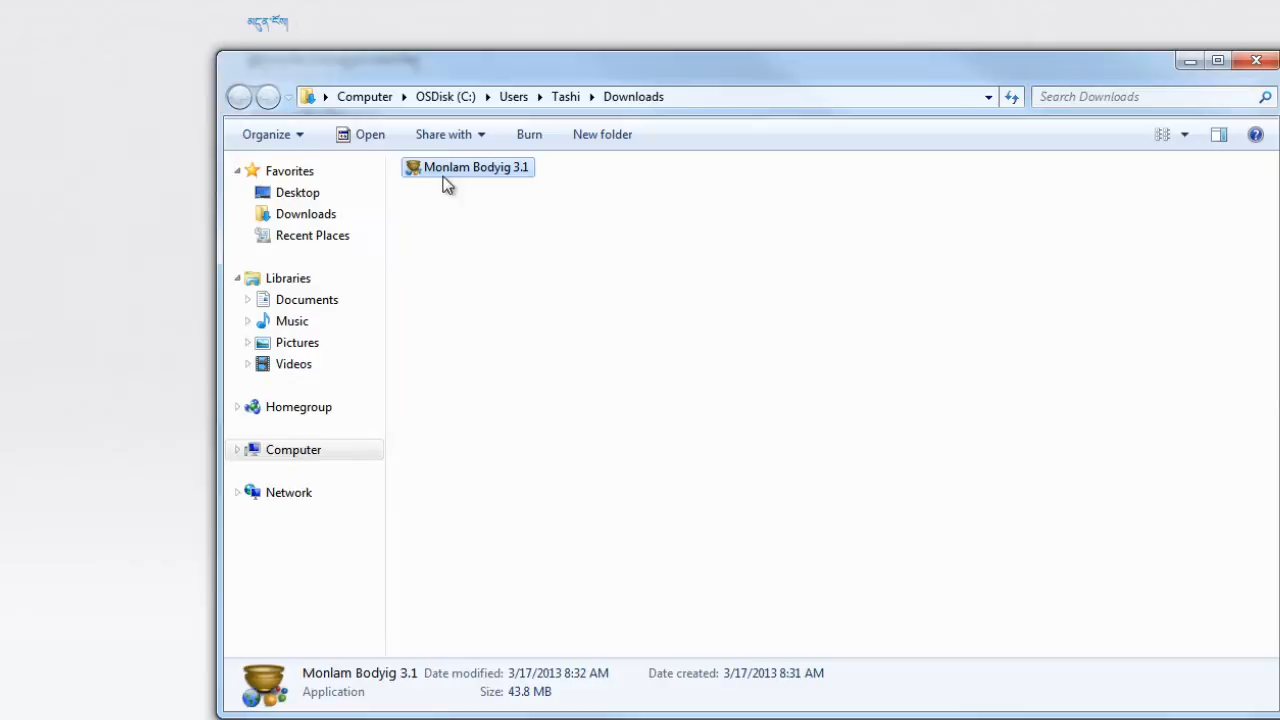 མདུན་ངོས།
Computer OSDisk (C:) Users Tashi Downloads
Search Downloads
Organize Open Share with Burn New folder
Favorites
Desktop
Downloads
Recent Places
Libraries
Documents
Music
Pictures
Videos
Homegroup
Computer
Network
Monlam Bodyig 3.1
Monlam Bodyig 3.1 Date modified: 3/17/2013 8:32 AM Date created: 3/17/2013 8:31 AM
Application Size: 43.8 MB